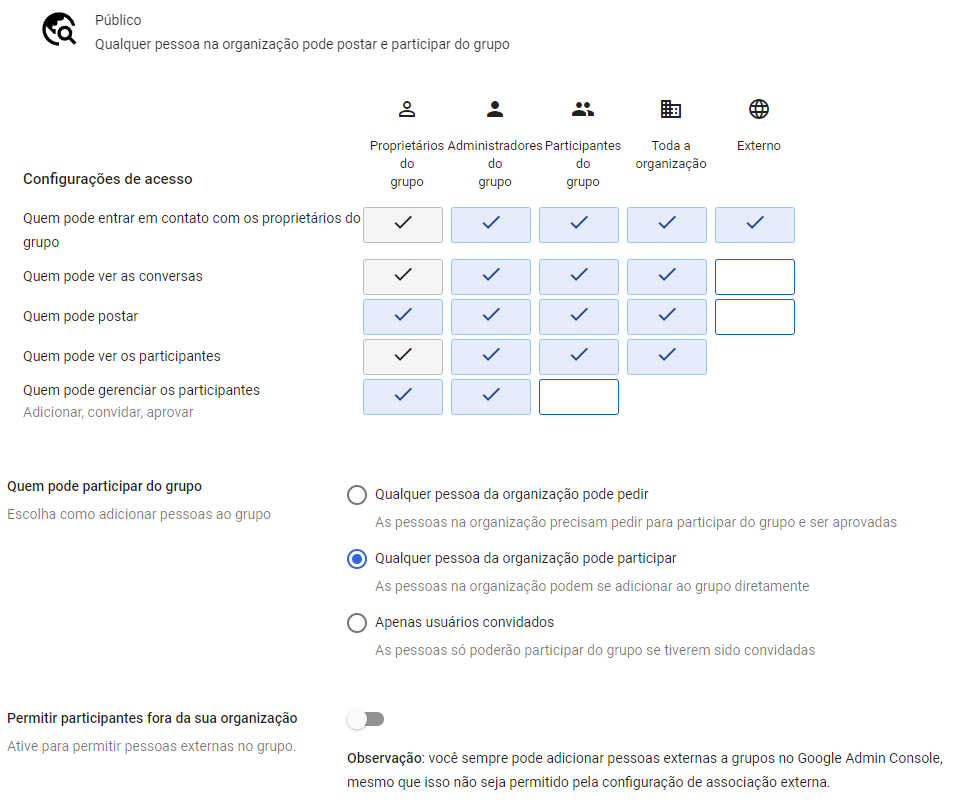 Público
Qualquer pessoa na organização pode postar e participar do grupo
Proprietários do grupo
Administradores do grupo
Participantes do grupo
Toda a organização
Externo
Configurações de acesso
Quem pode entrar em contato com os proprietários do
grupo
Quem pode ver as conversas
Quem pode postar
Quem pode ver os participantes
Quem pode gerenciar os participantes
Adicionar, convidar, aprovar
Quem pode participar do grupo
Escolha como adicionar pessoas ao grupo
Qualquer pessoa da organização pode pedir
As pessoas na organização precisam pedir para participar do grupo e ser aprovadas
Qualquer pessoa da organização pode participar
As pessoas na organização podem se adicionar ao grupo diretamente
Apenas usuários convidados
As pessoas só poderão participar do grupo se tiverem sido convidadas
Permitir participantes fora da sua organização
Ative para permitir pessoas externas no grupo.
Observação: você sempre pode adicionar pessoas externas a grupos no Google Admin Console,
mesmo que isso não seja permitido pela configuração de associação externa.